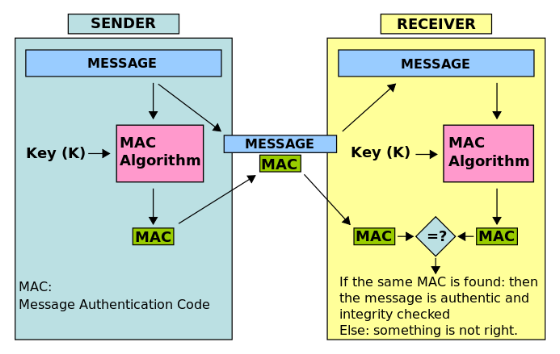 SENDER
MESSAGE
Key (K)
MAC
Algorithm
MAC
MAC:
Message Authentication Code
MESSAGE
MAC
RECEIVER
MESSAGE
Key (K)
MAC
Algorithm
MAC
=?
MAC
If the same MAC is found: then
the message is authentic and
integrity checked
Else: something is not right.